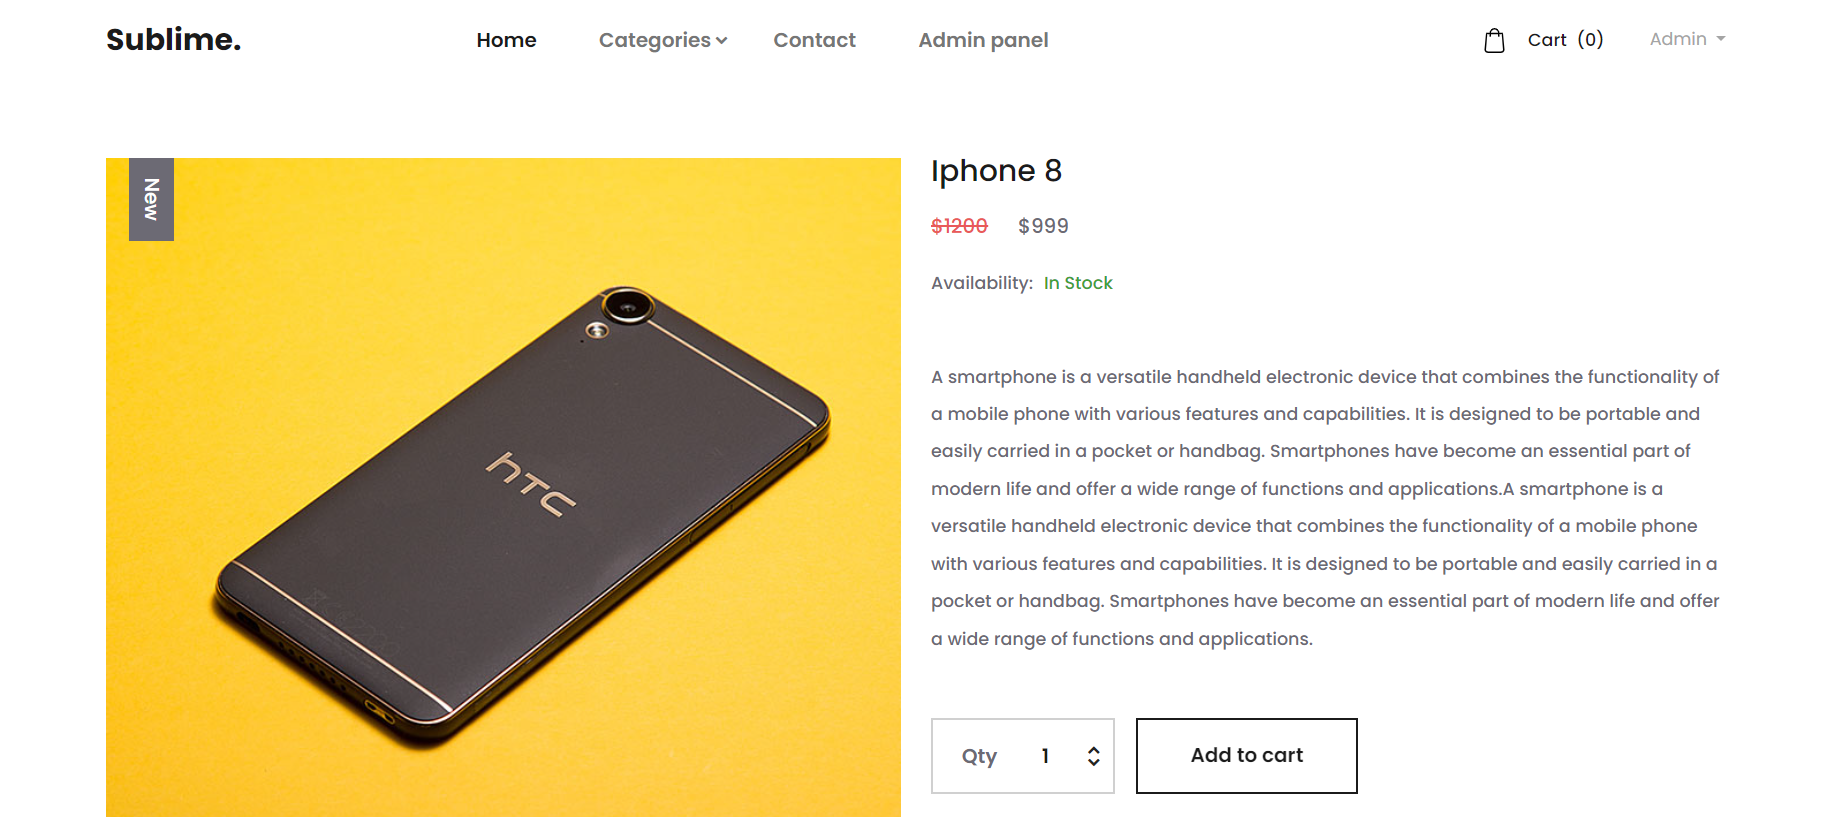 Sublime.
Home
Categories
Contact
Admin panel
Cart (0)
Admin
New
hTC
Iphone 8
$1200 $999
Availability: In Stock
A smartphone is a versatile handheld electronic device that combines the functionality of
a mobile phone with various features and capabilities. It is designed to be portable and
easily carried in a pocket or handbag. Smartphones have become an essential part of
modern life and offer a wide range of functions and applications.A smartphone is a
versatile handheld electronic device that combines the functionality of a mobile phone
with various features and capabilities. It is designed to be portable and easily carried in a
pocket or handbag. Smartphones have become an essential part of modern life and offer
a wide range of functions and applications.
Qty 1
Add to cart